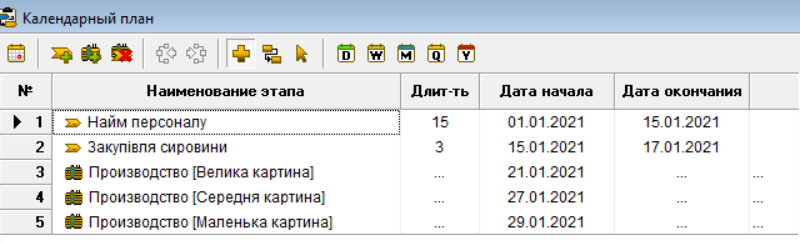 Календарный план
D W M Q Y
№ Наименование этапа Длит-ть Дата начала Дата окончания
1 Найм персоналу 15 01.01.2021 15.01.2021
2 Закупівля сировини 3 15.01.2021 17.01.2021
3 Производство [Велика картина] ... 21.01.2021 ... ...
4 Производство [Середня картина] ... 27.01.2021 ... ...
5 Производство [Маленька картина] ... 29.01.2021 ... ...